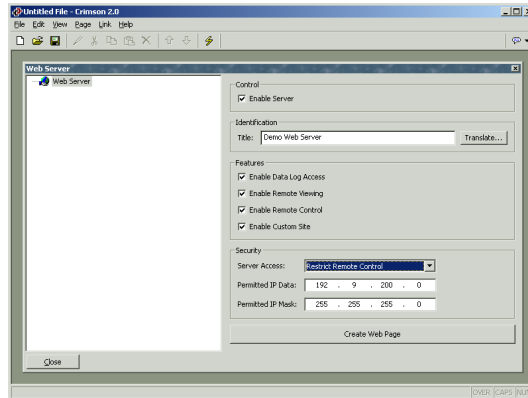 Untitled File - Crimson 2.0
File Edit View Page Link Help
Web Server
Web Server
Control
Enable Server
Identification
Title: Demo Web Server Translate...
Features
Enable Data Log Access
Enable Remote Viewing
Enable Remote Control
Enable Custom Site
Security
Server Access: Restrict Remote Control
Permitted IP Data: 192 . 9 . 200 . 0
Permitted IP Mask: 255 . 255 . 255 . 0
Create Web Page
Close
OVER CAPS NU